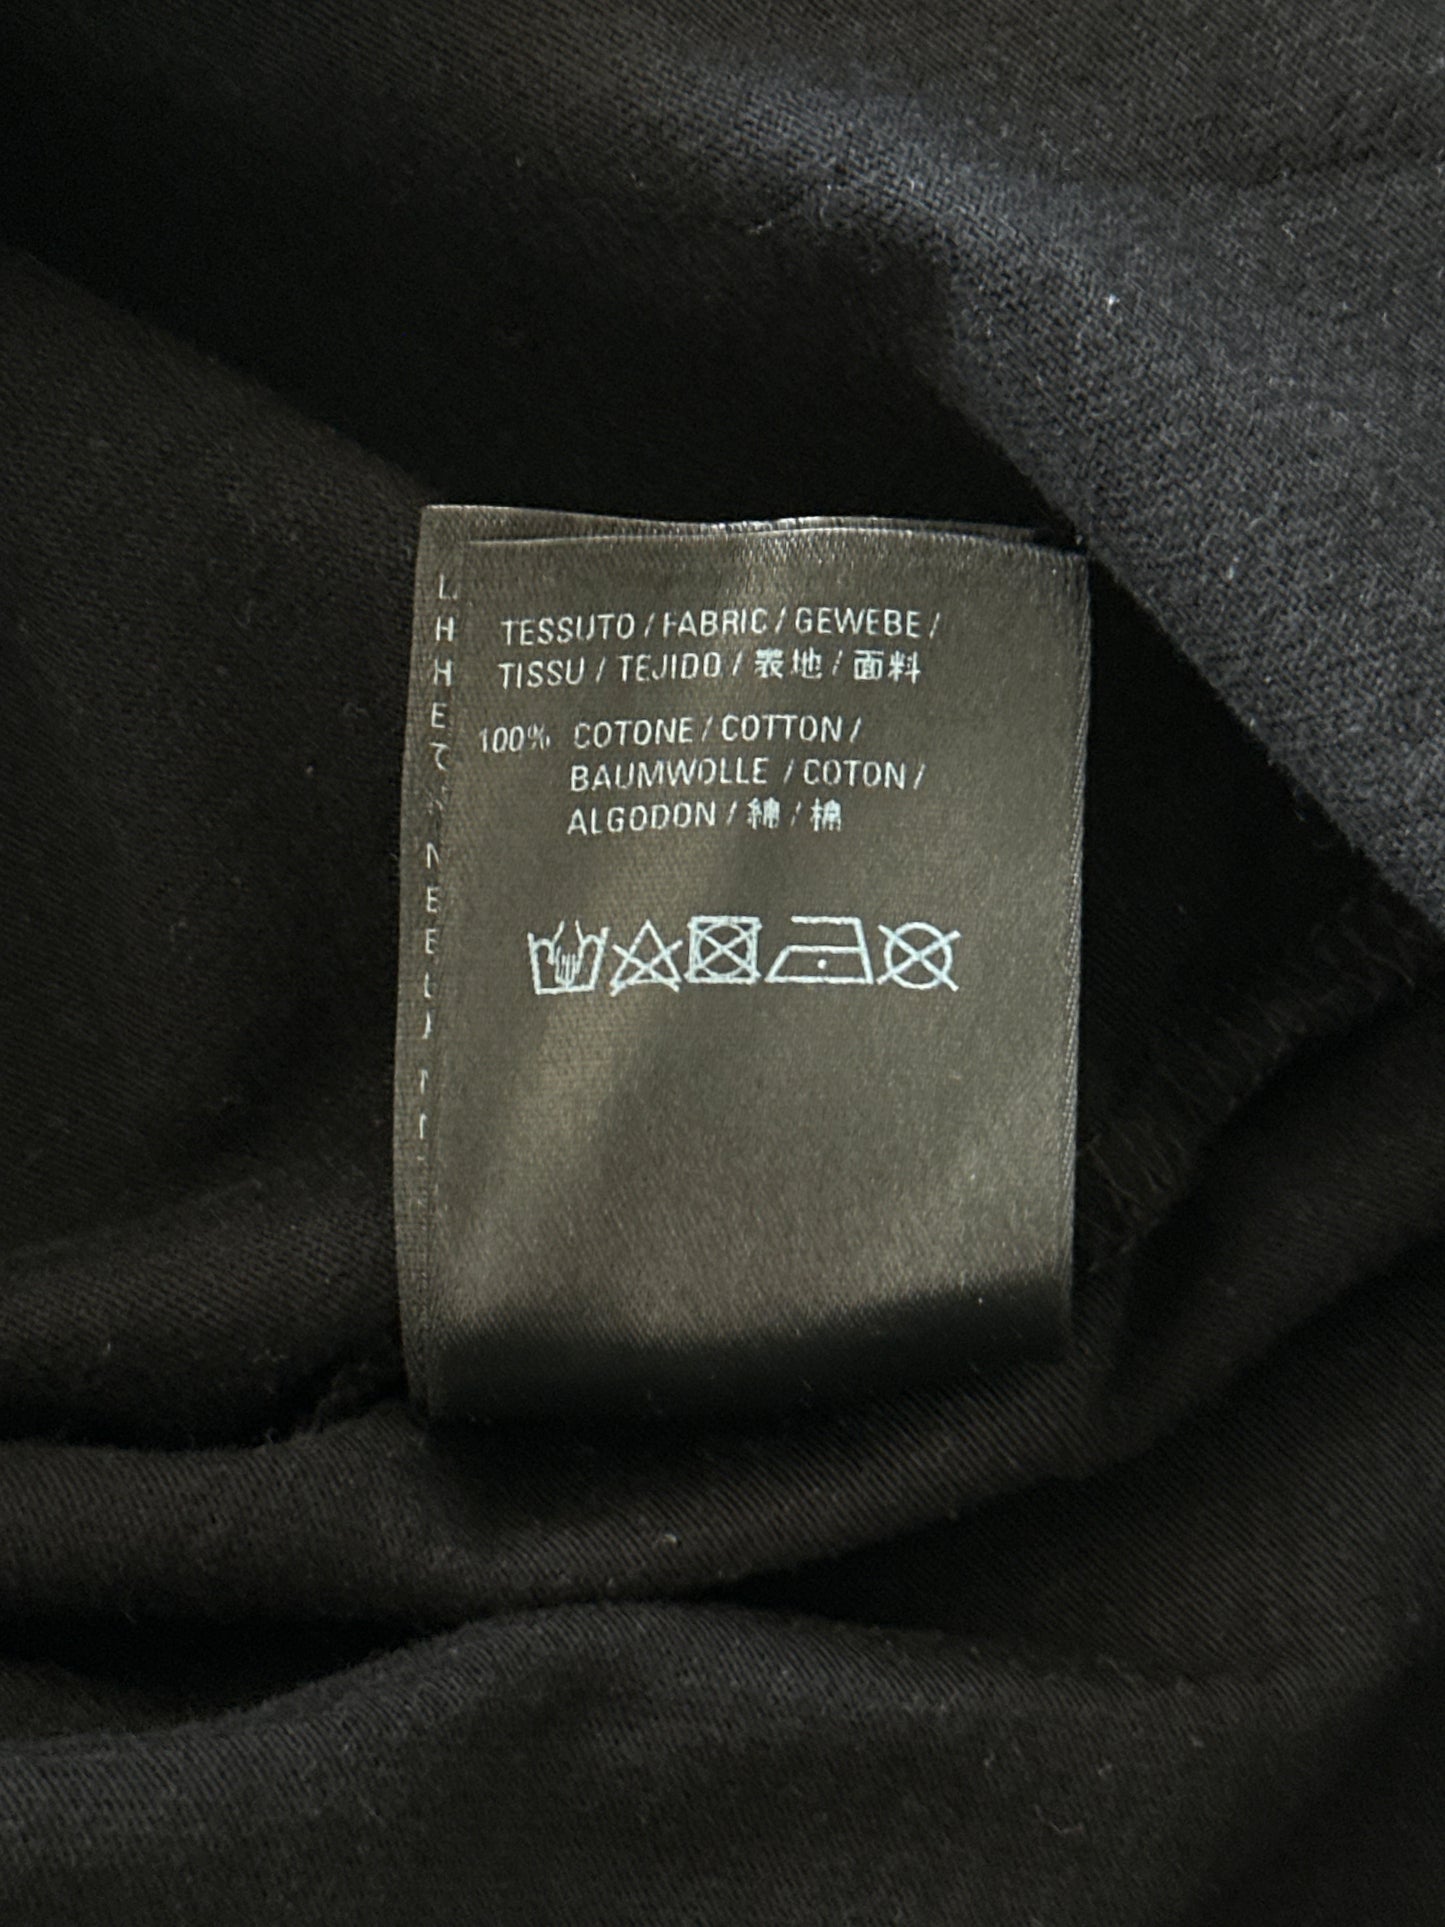 TESSUTO / FABRIC / GEWEBE /
TISSU / TEJIDO / 表地 / 面料
100% COTONE / COTTON /
BAUMWOLLE / COTON /
ALGODON / 綿 / 棉